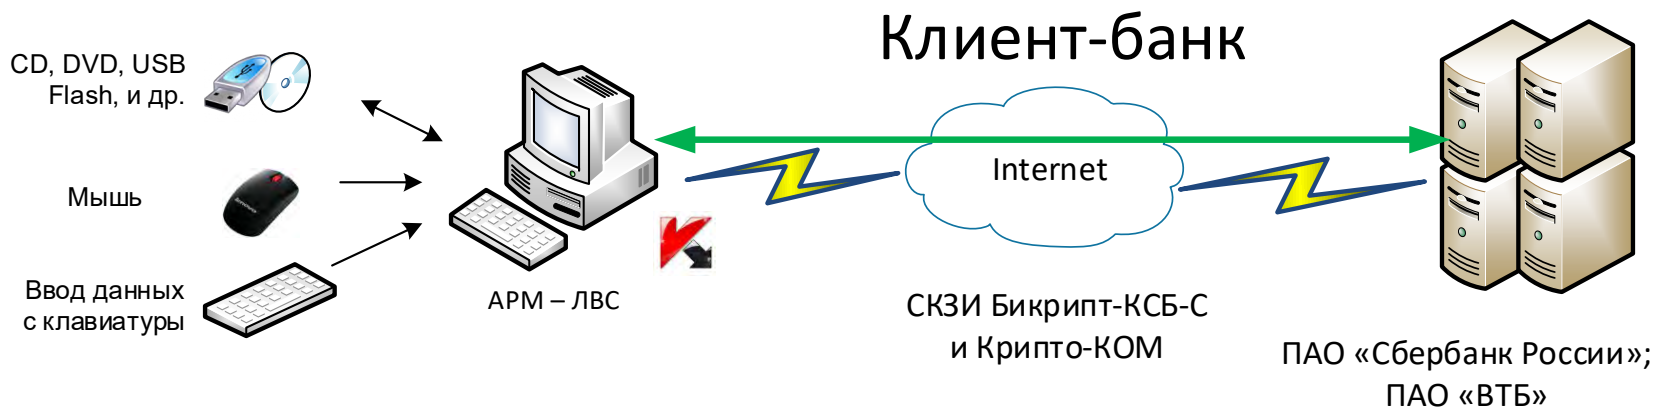 Клиент-банк
CD, DVD, USB
Flash, и др.
Мышь
Ввод данных
с клавиатуры
АРМ – ЛВС
Internet
СКЗИ Бикрипт-КСБ-С
и Крипто-КОМ
ПАО «Сбербанк России»;
ПАО «ВТБ»